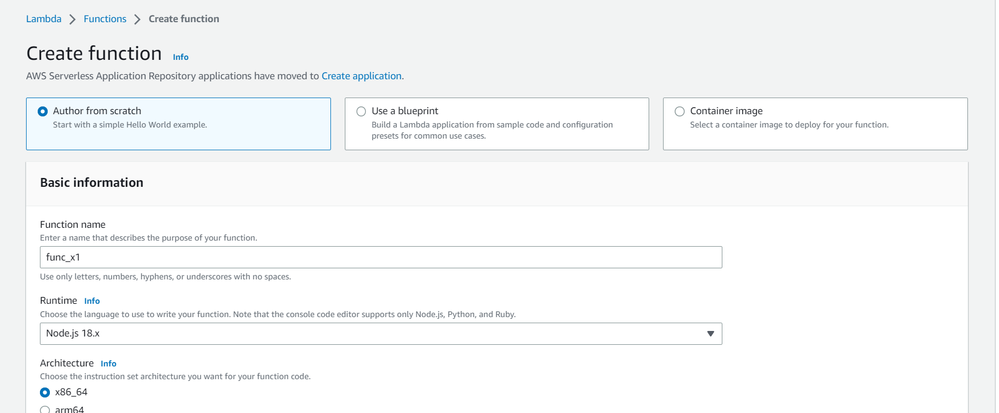 Lambda > Functions > Create function
Create function Info
AWS Serverless Application Repository applications have moved to Create application.
Author from scratch
Start with a simple Hello World example.
Use a blueprint
Build a Lambda application from sample code and configuration
presets for common use cases.
Container image
Select a container image to deploy for your function.
Basic information
Function name
Enter a name that describes the purpose of your function.
func_x1
Use only letters, numbers, hyphens, or underscores with no spaces.
Runtime Info
Choose the language to use to write your function. Note that the console code editor supports only Node.js, Python, and Ruby.
Node.js 18.x
Architecture Info
Choose the instruction set architecture you want for your function code.
x86_64
arm64